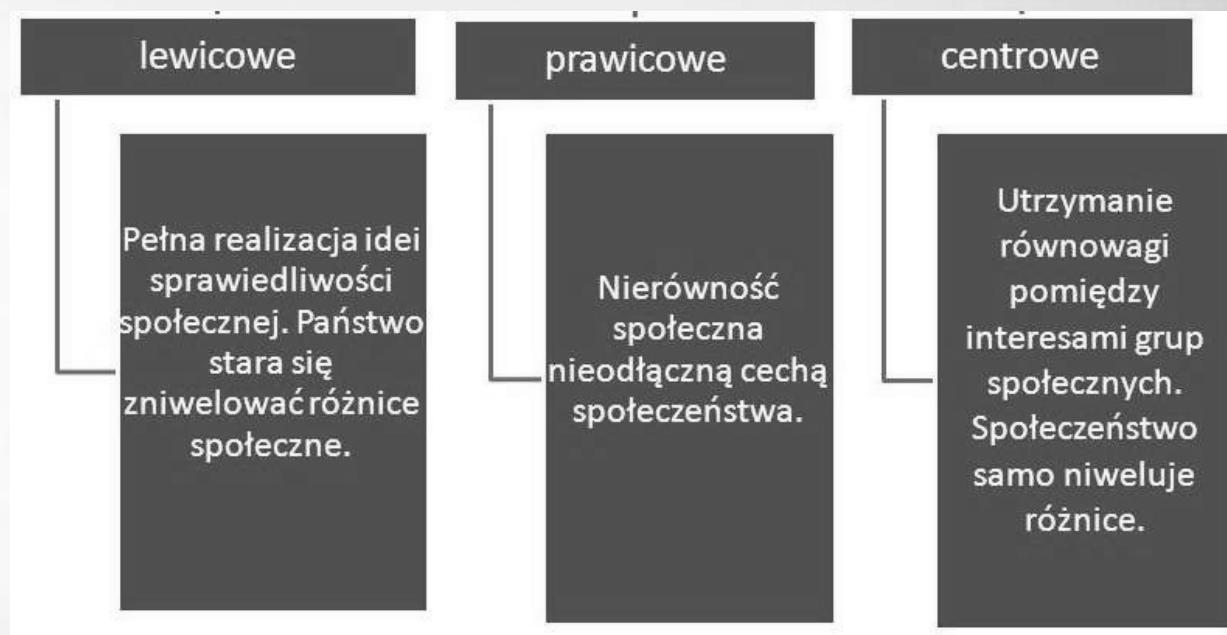 lewicowe
Pełna realizacja idei
sprawiedliwości
społecznej. Państwo
stara się
zniwelować różnice
społeczne.
prawicowe
Nierówność
społeczna
nieodłączną cechą
społeczeństwa.
centrowe
Utrzymanie
równowagi
pomiędzy
interesami grup
społecznych.
Społeczeństwo
samo niweluje
różnice.